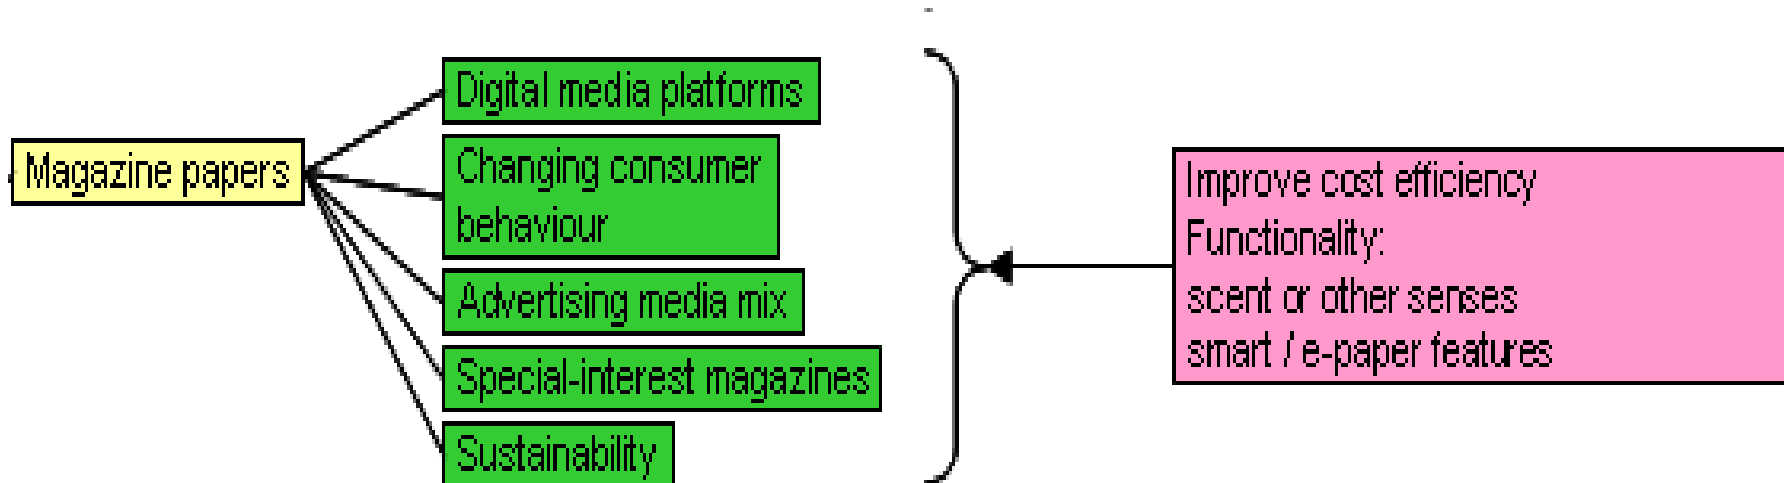 Magazine papers
Digital media platforms
Changing consumer
behaviour
Advertising media mix
Special-interest magazines
Sustainability
Improve cost efficiency
Functionality:
scent or other senses
smart / e-paper features